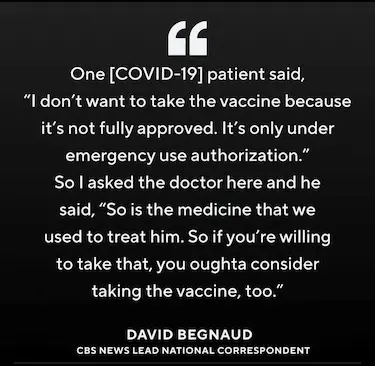 One [COVID-19] patient said,
“I don’t want to take the vaccine because
it’s not fully approved. It’s only under
emergency use authorization.”
So I asked the doctor here and he
said, “So is the medicine that we
used to treat him. So if you’re willing
to take that, you oughta consider
taking the vaccine, too.”
DAVID BEGNAUD
CBS NEWS LEAD NATIONAL CORRESPONDENT